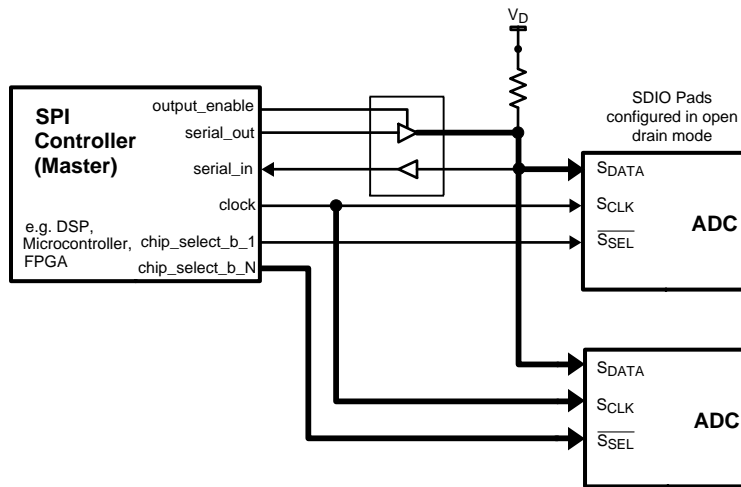 V_D
SPI
Controller
(Master)
e.g. DSP,
Microcontroller,
FPGA
output_enable
serial_out
serial_in
clock
chip_select_b_1
chip_select_b_N
SDIO Pads
configured in open
drain mode
S_DATA
S_CLK
S_SEL
ADC
S_DATA
S_CLK
S_SEL
ADC